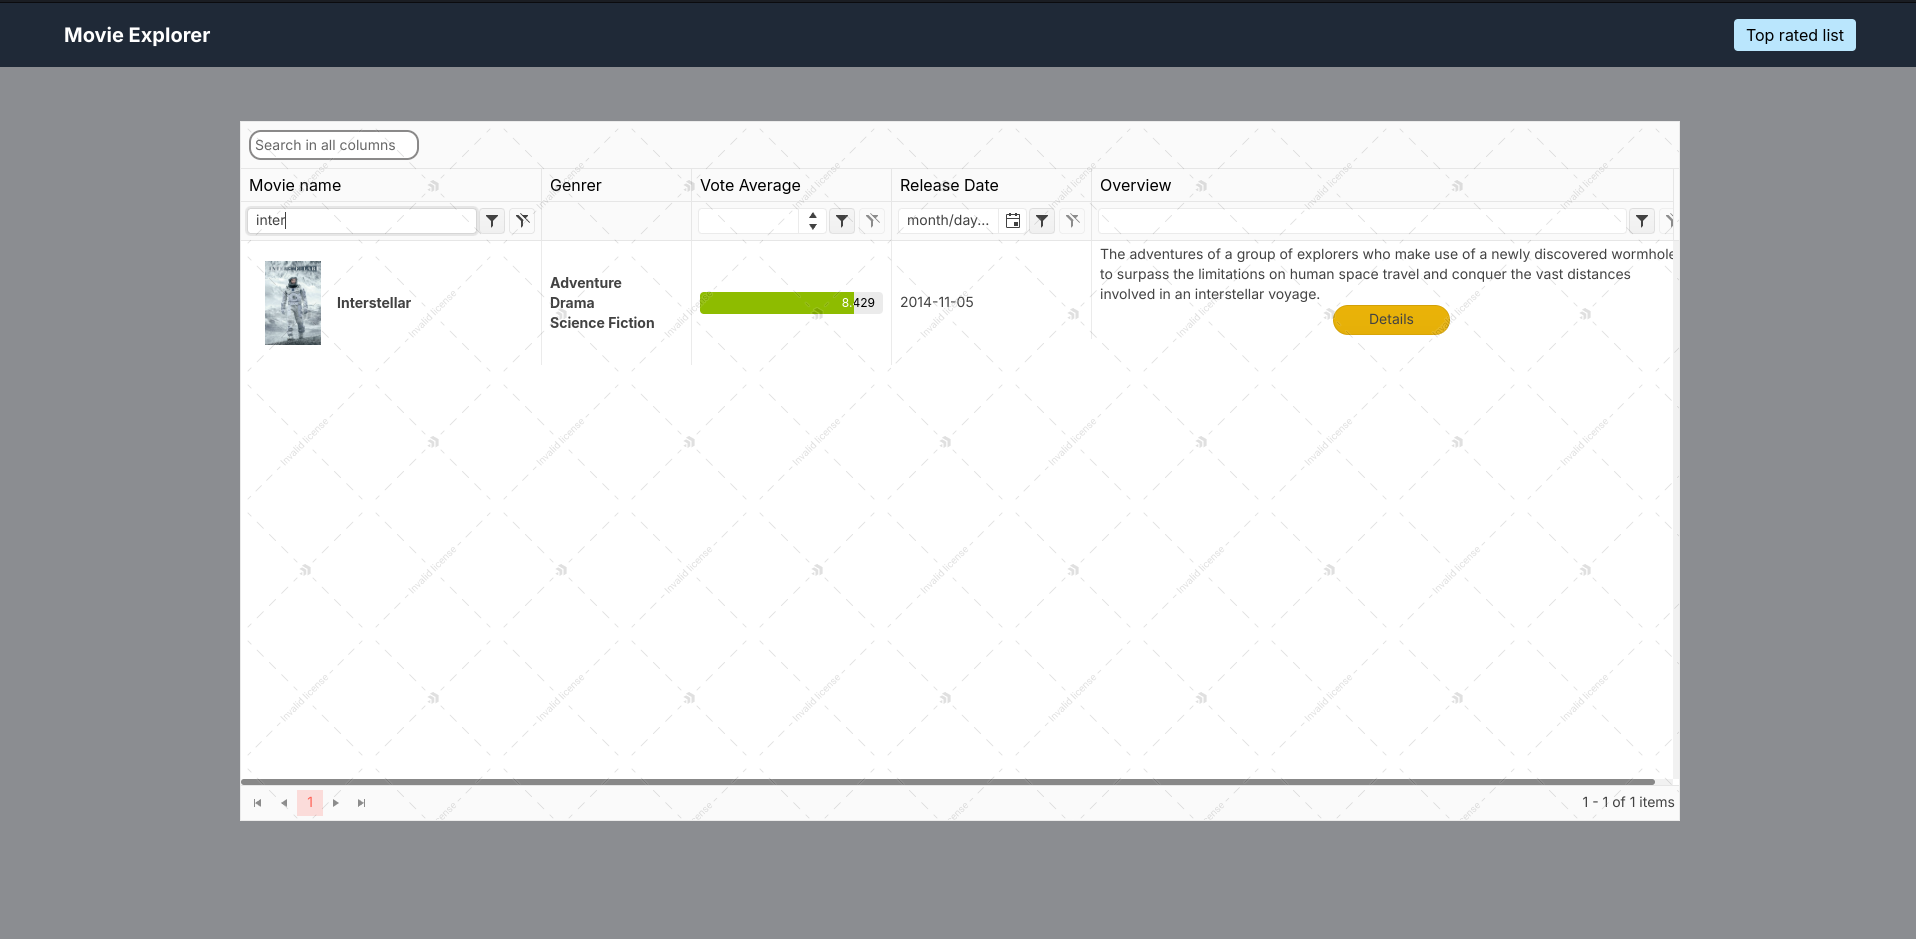 Movie Explorer
Top rated list
Search in all columns
Movie name
Genrer
Vote Average
Release Date
Overview
inter
month/day...
Interstellar
Adventure
Drama
Science Fiction
8.429
2014-11-05
The adventures of a group of explorers who make use of a newly discovered wormhole
to surpass the limitations on human space travel and conquer the vast distances
involved in an interstellar voyage.
Details
Invalid license
1
1 - 1 of 1 items